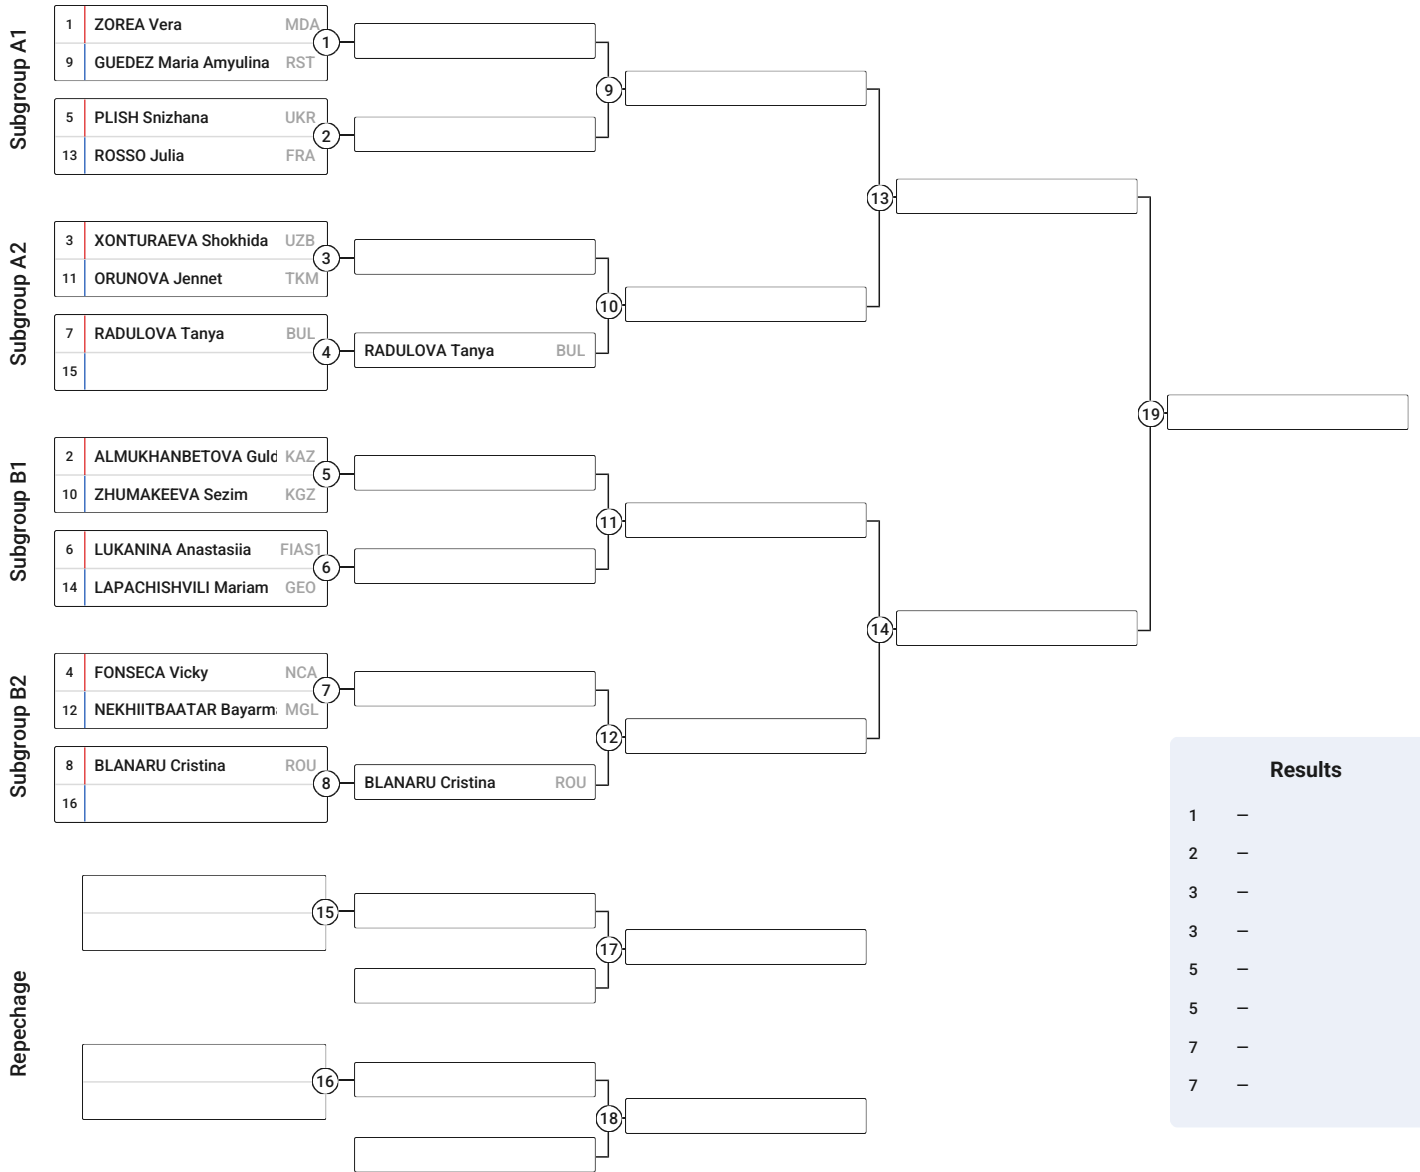 Subgroup A1
1 ZOREA Vera MDA
9 GUEDEZ Maria Amyulina RST
1
5 PLISH Snizhana UKR
13 ROSSO Julia FRA
2
9
Subgroup A2
3 XONTURAEVA Shokhida UZB
11 ORUNOVA Jennet TKM
3
7 RADULOVA Tanya BUL
15
4
RADULOVA Tanya BUL
10
13
Subgroup B1
2 ALMUKHANBETOVA Guld KAZ
10 ZHUMAKEEVA Sezim KGZ
5
6 LUKANINA Anastasiia FIAS1
14 LAPACHISHVILI Mariam GEO
6
11
Subgroup B2
4 FONSECA Vicky NCA
12 NEKHIITBAATAR Bayarma MGL
7
8 BLANARU Cristina ROU
16
8
BLANARU Cristina ROU
12
14
19
Repechage
15
17
16
18
Results
1 –
2 –
3 –
3 –
5 –
5 –
7 –
7 –